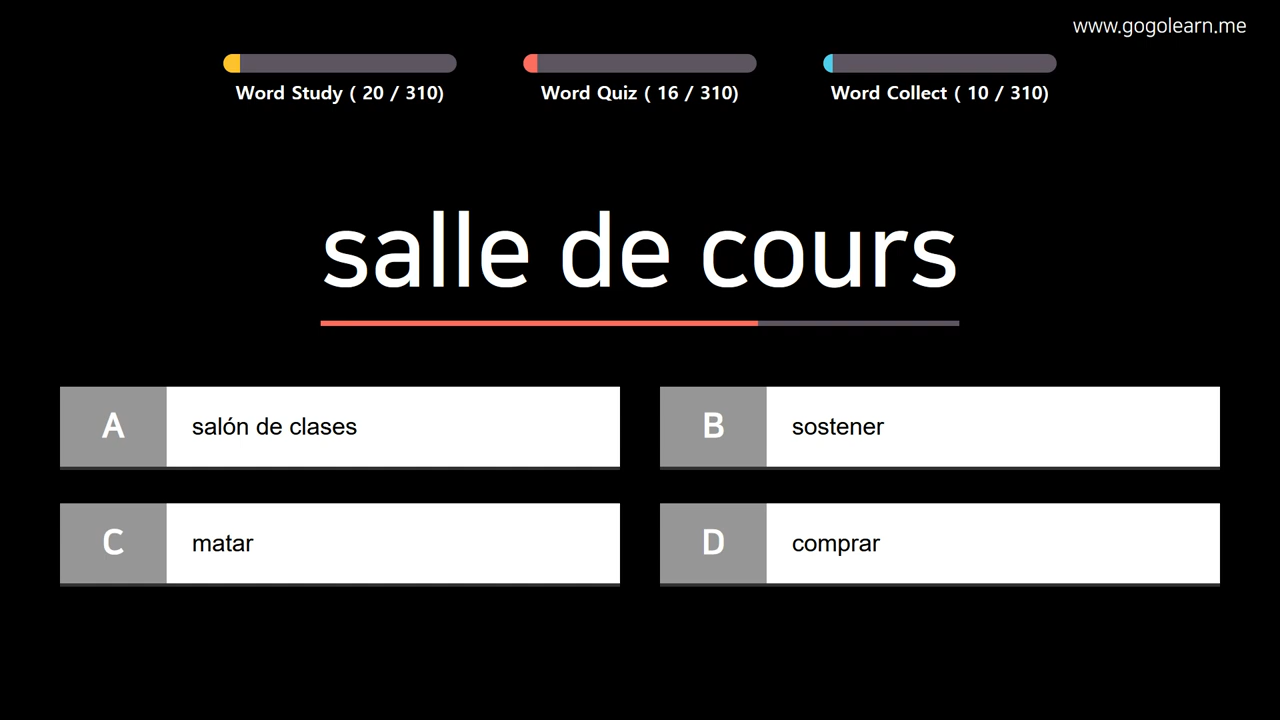 www.gogolearn.me
Word Study ( 20 / 310)
Word Quiz ( 16 / 310)
Word Collect ( 10 / 310)
salle de cours
A
salón de clases
B
sostener
C
matar
D
comprar